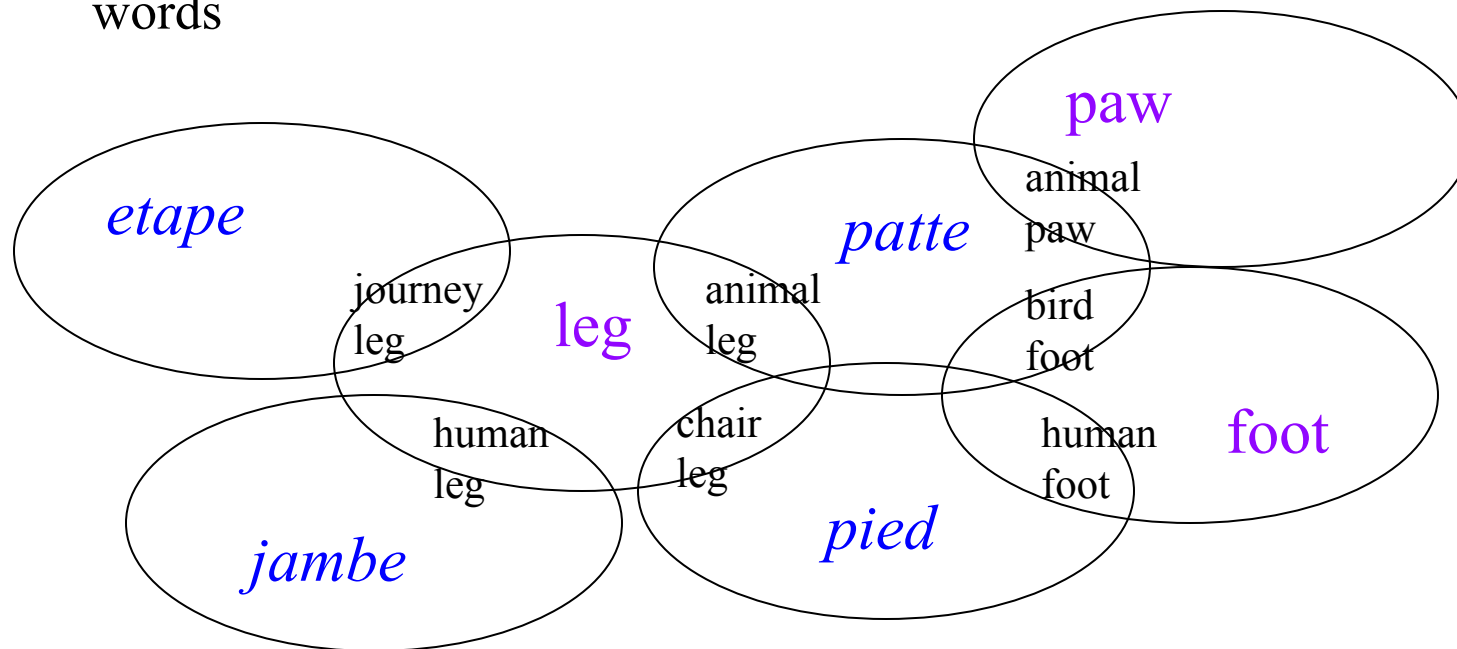 words
paw
animal
paw
etape
patte
journey
leg
leg
animal
leg
bird
foot
human
leg
chair
leg
human
foot
foot
jambe
pied